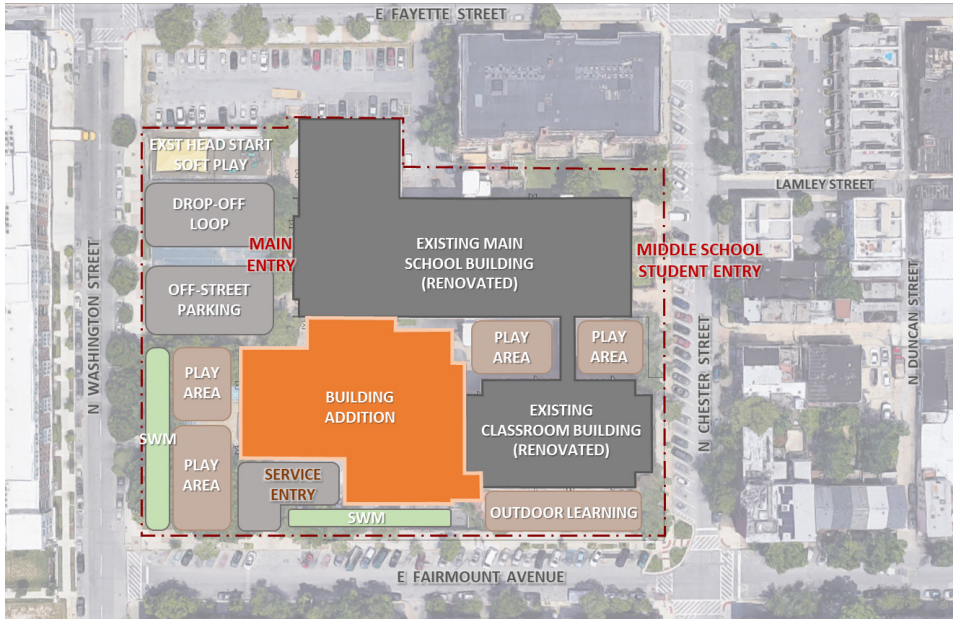 E FAYETTE STREET
EXST HEAD START
SOFT PLAY
DROP-OFF
LOOP
LAMLEY STREET
MAIN
ENTRY
EXISTING MAIN
SCHOOL BUILDING
(RENOVATED)
MIDDLE SCHOOL
STUDENT ENTRY
OFF-STREET
PARKING
N WASHINGTON STREET
N CHESTER STREET
N DUNCAN STREET
PLAY
AREA
PLAY
AREA
PLAY
AREA
BUILDING
ADDITION
EXISTING
CLASSROOM BUILDING
(RENOVATED)
SWM
PLAY
AREA
SERVICE
ENTRY
SWM
OUTDOOR LEARNING
E FAIRMOUNT AVENUE